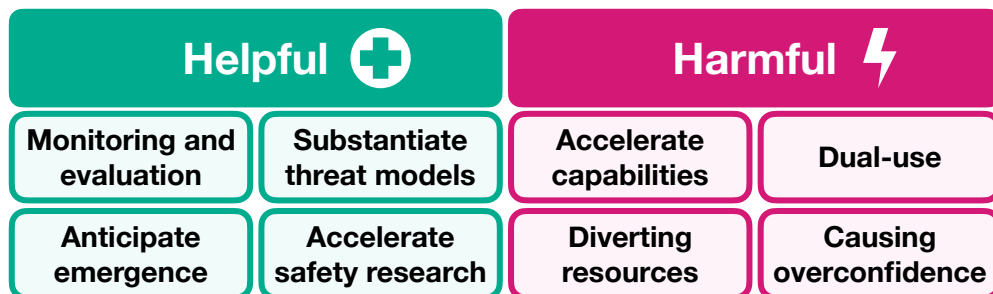 Helpful
Harmful
Monitoring and
evaluation
Substantiate
threat models
Accelerate
capabilities
Dual-use
Anticipate
emergence
Accelerate
safety research
Diverting
resources
Causing
overconfidence